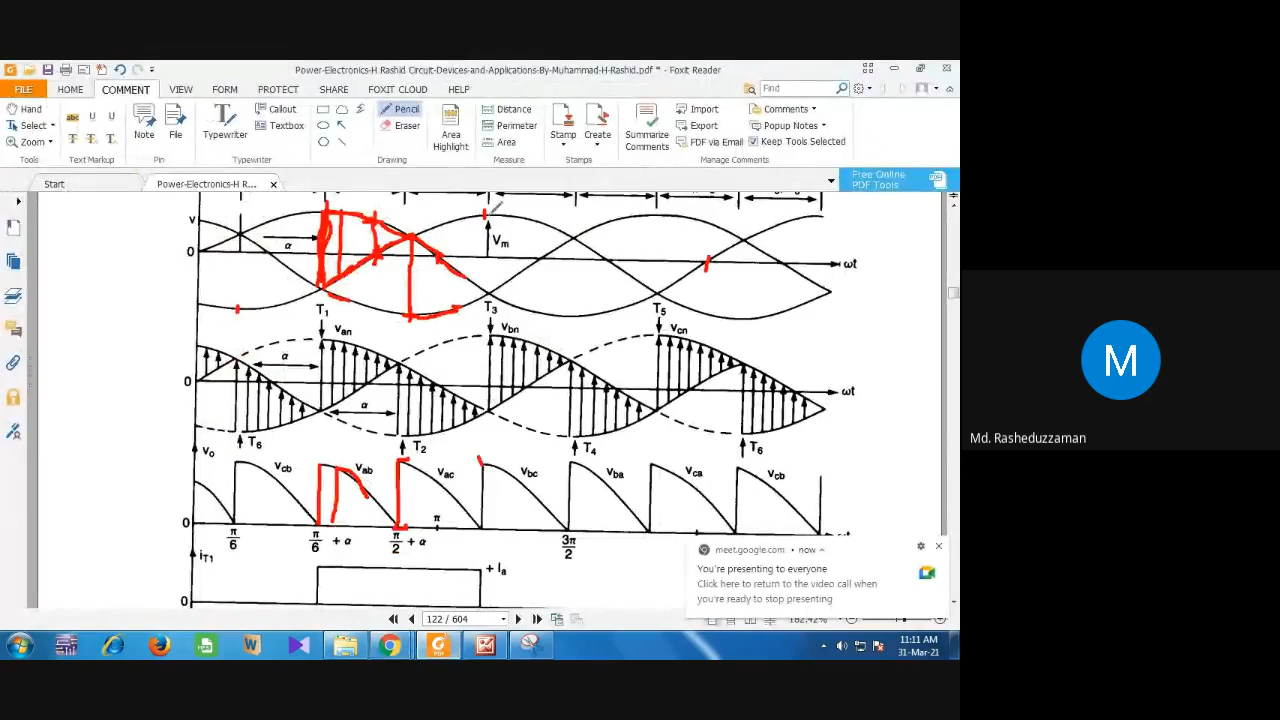 Power-Electronics-H Rashid Circuit-Devices-and-Applications-By-Muhammad-H-Rashid.pdf * - Foxit Reader
FILE HOME COMMENT VIEW FORM PROTECT SHARE FOXIT CLOUD HELP
Find
Hand
Select
Zoom
Tools
Text Markup
Note
File
Pin
Typewriter
Callout
Textbox
Typewriter
Pencil
Eraser
Drawing
Area
Highlight
Distance
Perimeter
Area
Measure
Stamp
Create
Stamps
Summarize
Comments
Import
Export
FDF via Email
Comments
Popup Notes
Keep Tools Selected
Manage Comments
Start
Power-Electronics-H R...
Free Online
PDF Tools
v
0
α
Vm
ωt
T1 T3 T5
van vbn vcn
α
0
ωt
α
T6 T2 T4 T6
vo
vcb vab vac vbc vba vca vcb
0
π
π/6 π/6 + α π/2 + α 3π/2
iT1
+ Ia
0
meet.google.com • now
You're presenting to everyone
Click here to return to the video call when
you're ready to stop presenting
122 / 604
182.42%
11:11 AM
31-Mar-21
M
Md. Rasheduzzaman